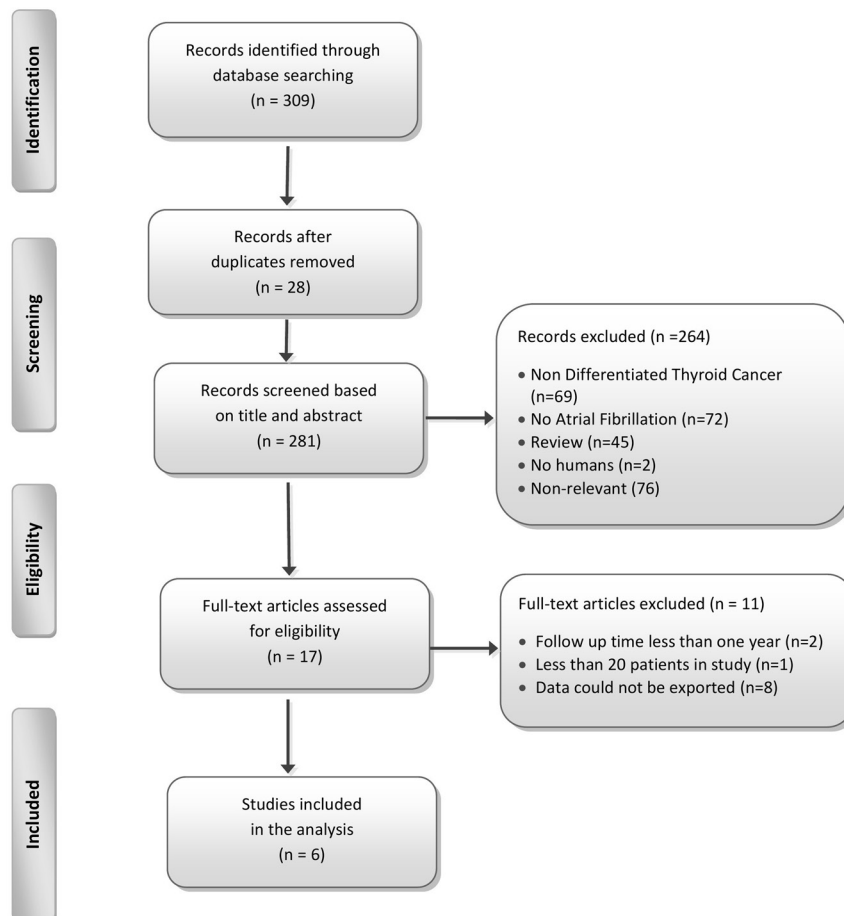 Identification
Records identified through
database searching
(n = 309)
Records after
duplicates removed
(n = 28)
Screening
Records screened based
on title and abstract
(n = 281)
Records excluded (n =264)
• Non Differentiated Thyroid Cancer
(n=69)
• No Atrial Fibrillation (n=72)
• Review (n=45)
• No humans (n=2)
• Non-relevant (76)
Eligibility
Full-text articles assessed
for eligibility
(n = 17)
Full-text articles excluded (n = 11)
• Follow up time less than one year (n=2)
• Less than 20 patients in study (n=1)
• Data could not be exported (n=8)
Included
Studies included
in the analysis
(n = 6)